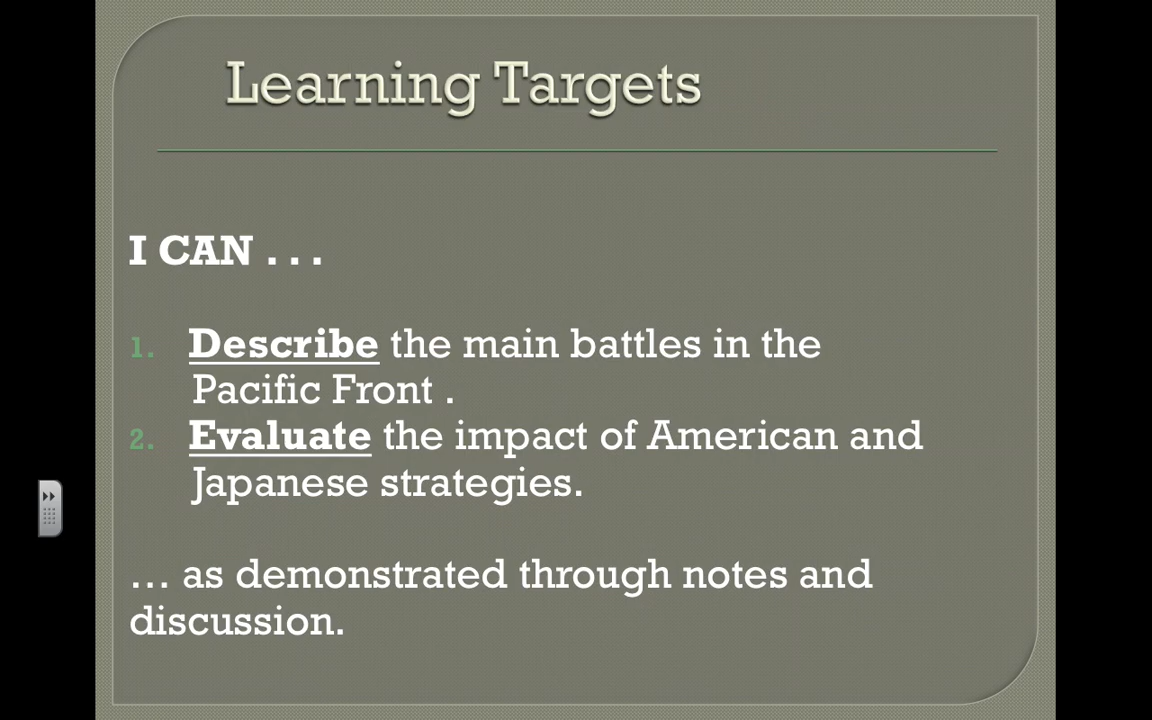 Learning Targets
I CAN . . .
1. Describe the main battles in the
Pacific Front .
2. Evaluate the impact of American and
Japanese strategies.
... as demonstrated through notes and
discussion.